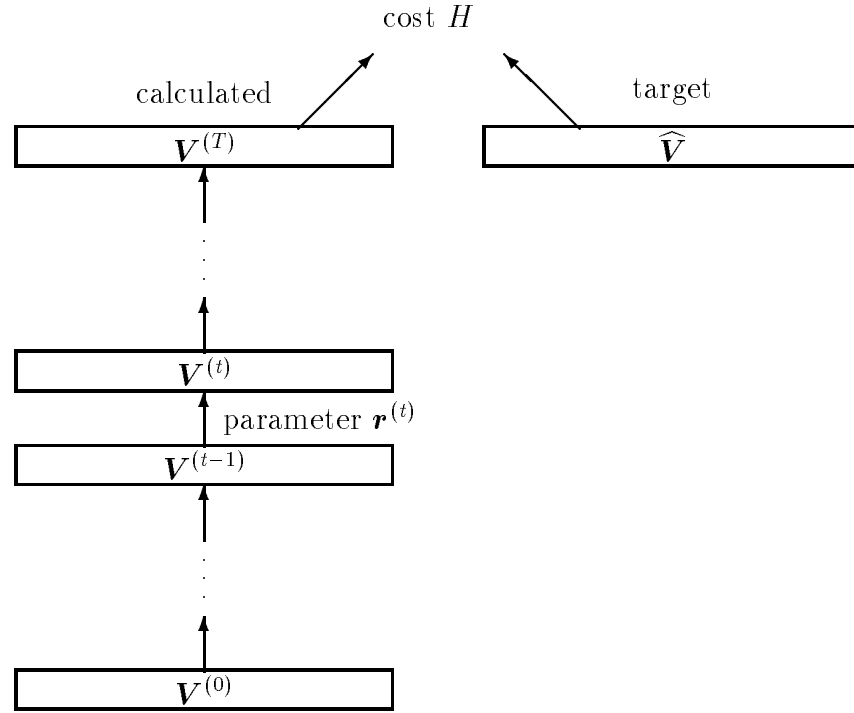 cost H
calculated
target
V^(T)
V̂
V^(t)
parameter r^(t)
V^(t−1)
V^(0)